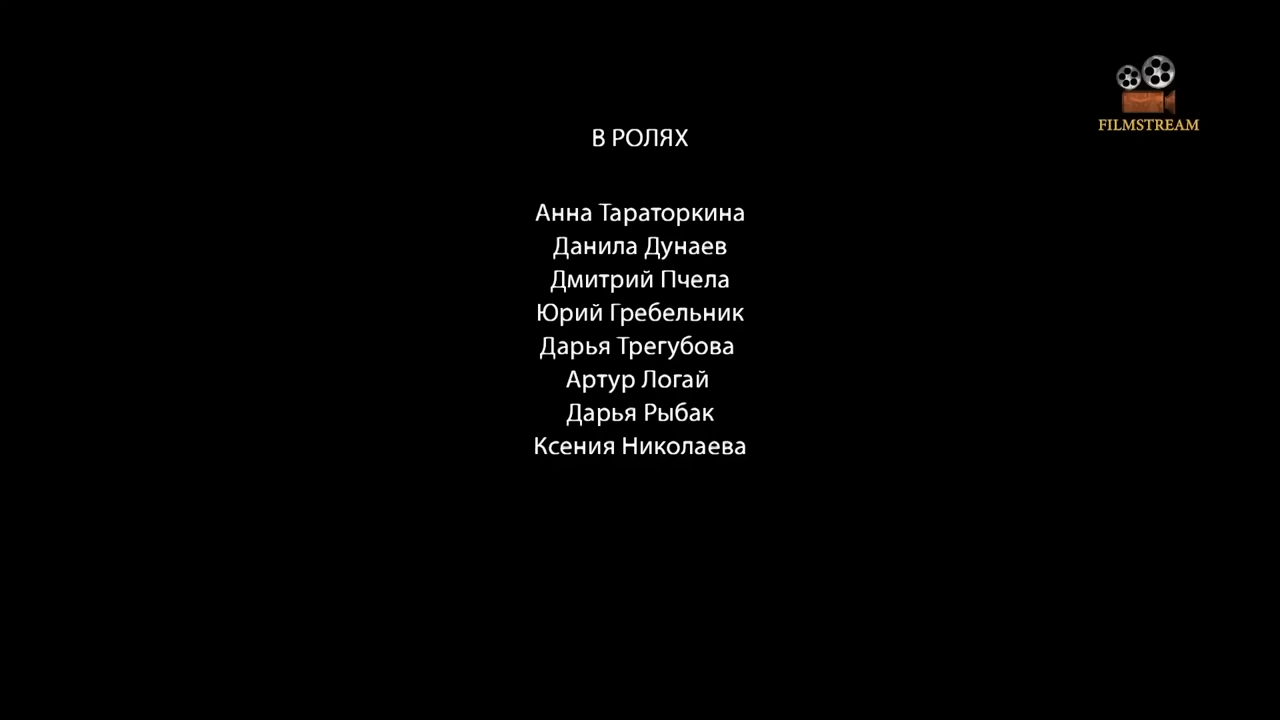 FILMSTREAM
В РОЛЯХ
Анна Тараторкина
Данила Дунаев
Дмитрий Пчела
Юрий Гребельник
Дарья Трегубова
Артур Логай
Дарья Рыбак
Ксения Николаева